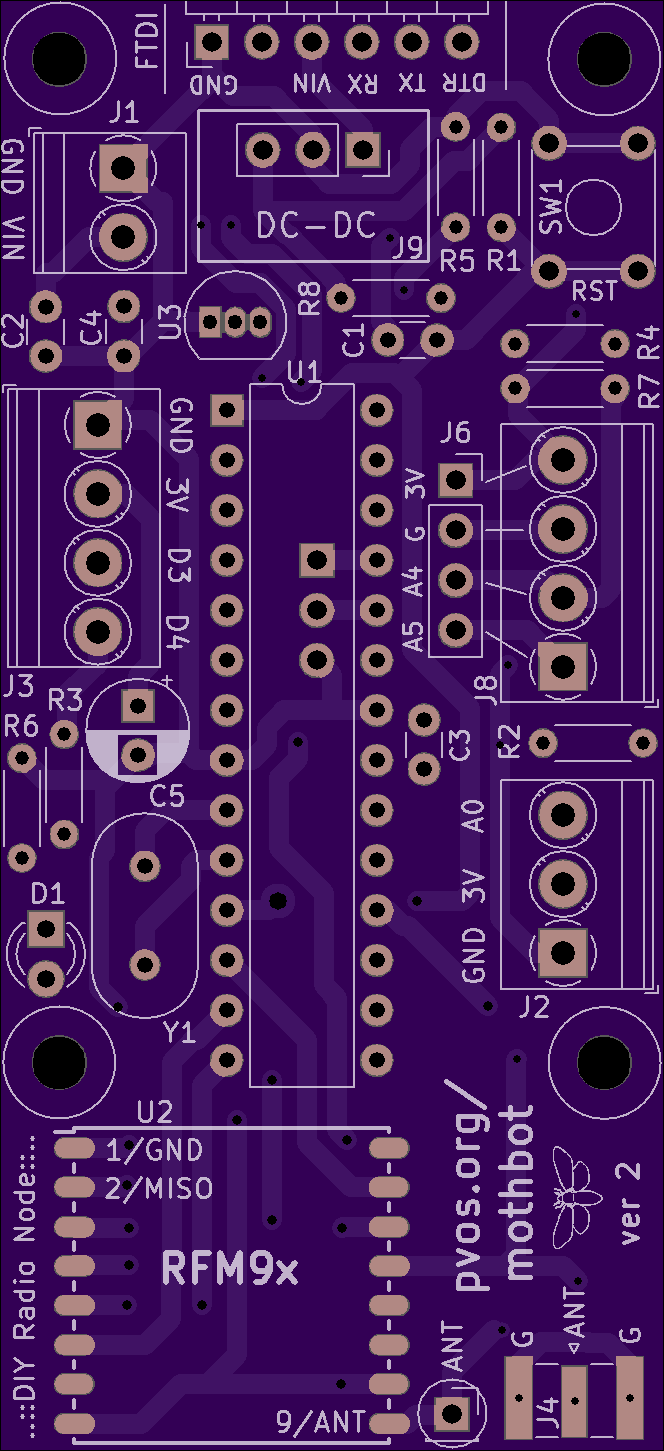 FTDI
GND VIN RX TX DTR
J1
GND VIN
DC-DC
J9
R5 R1
SW1
RST
C2
C4
U3
R8
C1
R4
R7
U1
J6
GND
3V
D3
D4
3V
G
A4
A5
J3
J8
R3
R6
+
C5
C3
R2
D1
A0
3V
GND
J2
Y1
U2
1/GND
2/MISO
RFM9x
9/ANT
..::DIY Radio Node::..
pvos.org/
mothbot
ver 2
ANT
G
◁ANT
G
J4